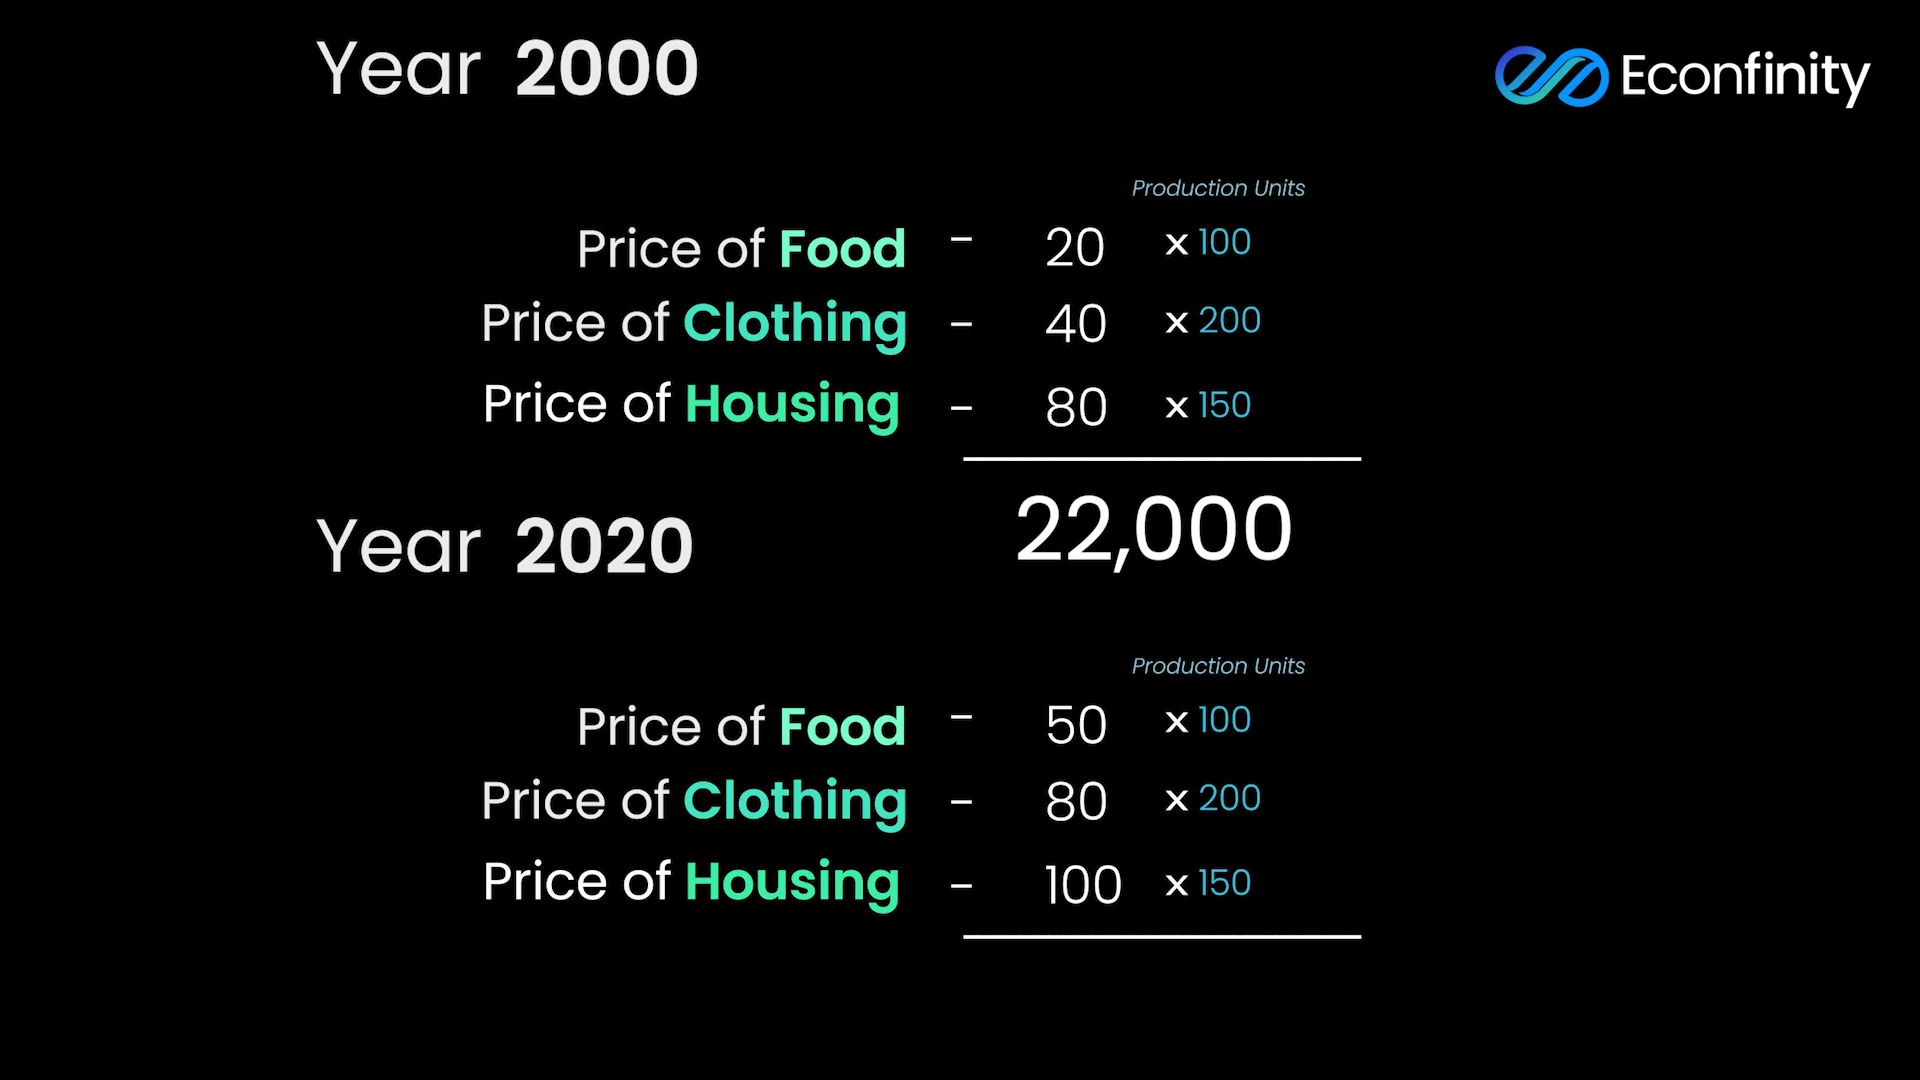 Year 2000
Econfinity
Production Units
Price of Food - 20 x 100
Price of Clothing - 40 x 200
Price of Housing - 80 x 150
22,000
Year 2020
Production Units
Price of Food - 50 x 100
Price of Clothing - 80 x 200
Price of Housing - 100 x 150